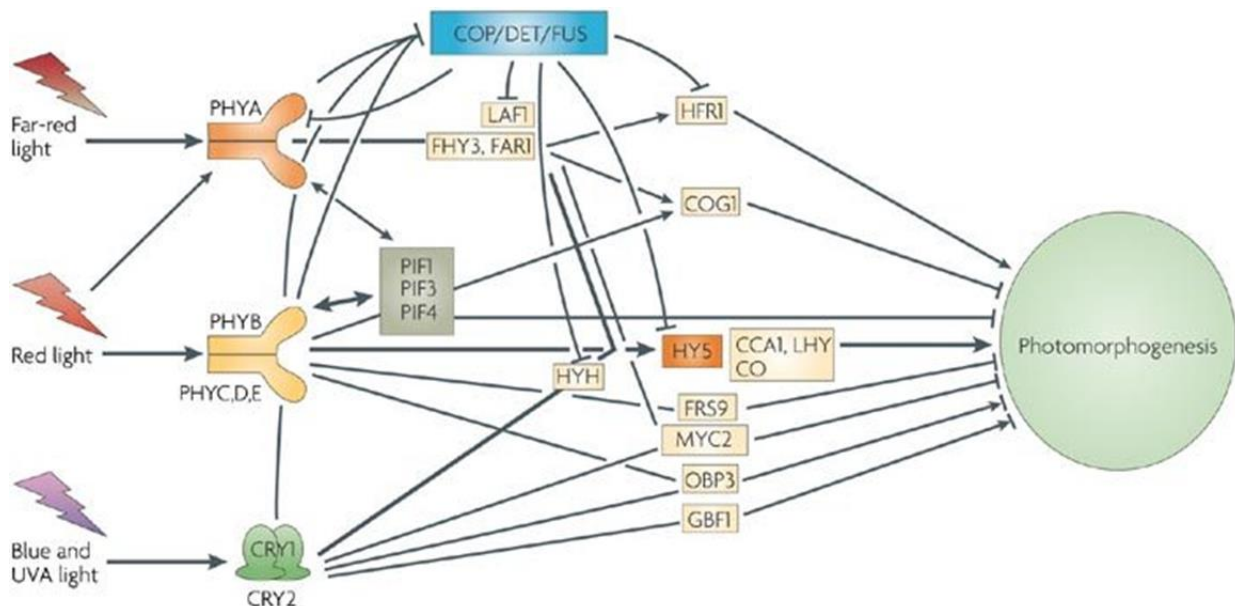 COP/DET/FUS
PHYA
Far-red
light
LAF1
FHY3, FAR1
HFR1
COG1
PIF1
PIF3
PIF4
PHYB
Red light
PHYC,D,E
HY5
CCA1, LHY
CO
HYH
Photomorphogenesis
FRS9
MYC2
OBP3
GBF1
Blue and
UVA light
CRY1
CRY2